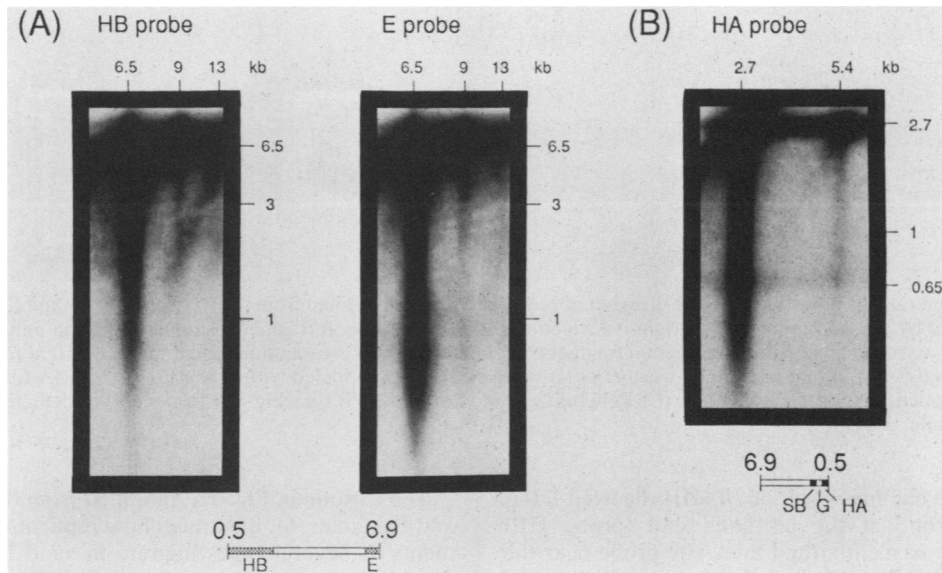 (A) HB probe E probe (B) HA probe
6.5 9 13 kb 6.5 9 13 kb 2.7 5.4 kb
6.5 6.5 2.7
3 3
1
1 1
0.65
6.9 0.5
SB G HA
0.5 6.9
HB E